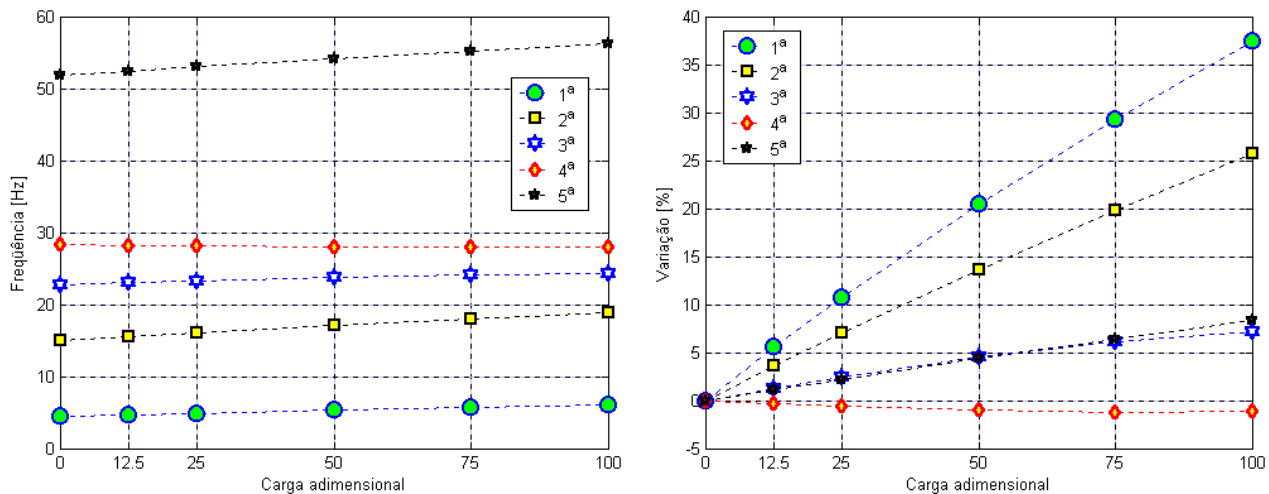 60
50
40
30
20
10
0
Freqüência [Hz]
1ª
2ª
3ª
4ª
5ª
0 12.5 25 50 75 100
Carga adimensional
40
35
30
25
20
15
10
5
0
-5
Variação [%]
1ª
2ª
3ª
4ª
5ª
0 12.5 25 50 75 100
Carga adimensional